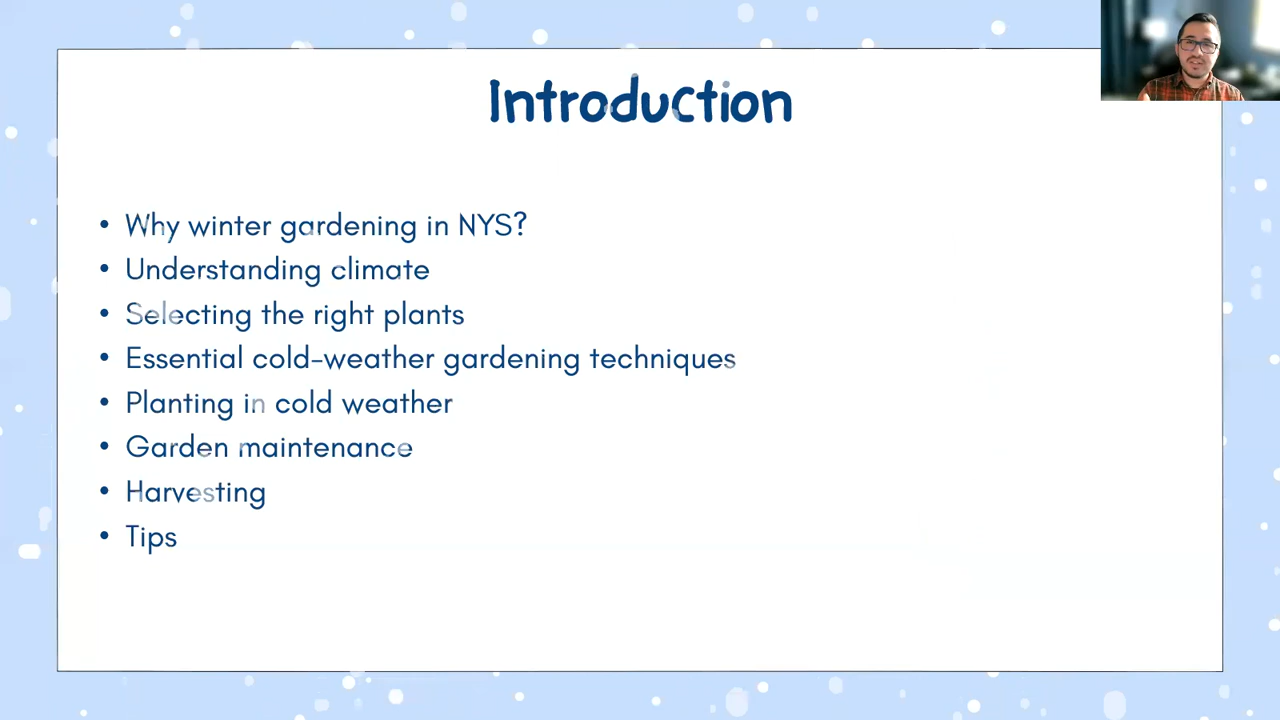 Introduction
• Why winter gardening in NYS?
• Understanding climate
• Selecting the right plants
• Essential cold-weather gardening techniques
• Planting in cold weather
• Garden maintenance
• Harvesting
• Tips